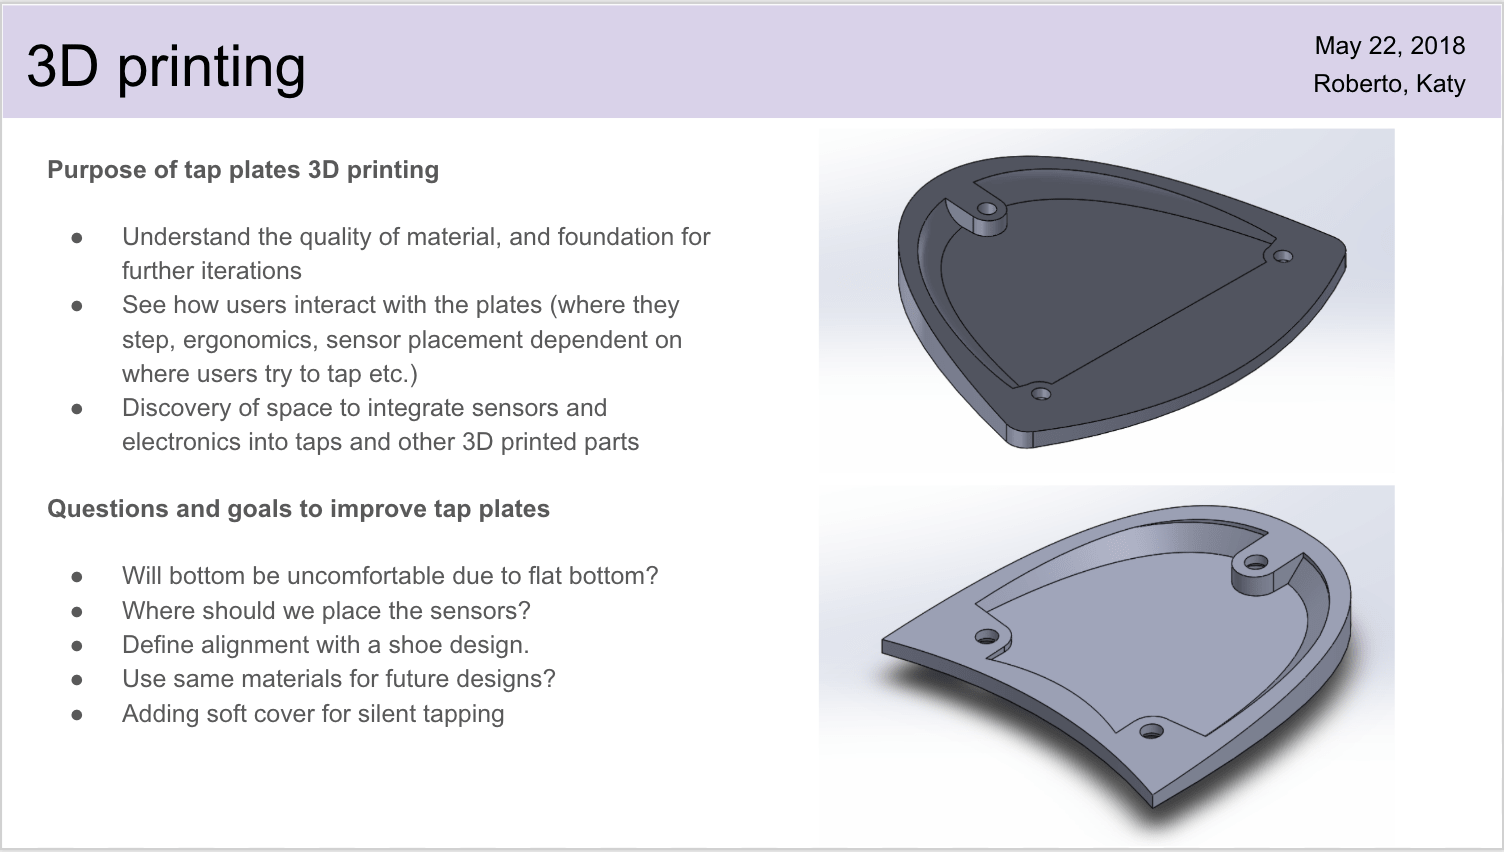 3D printing
May 22, 2018
Roberto, Katy
Purpose of tap plates 3D printing
● Understand the quality of material, and foundation for
further iterations
● See how users interact with the plates (where they
step, ergonomics, sensor placement dependent on
where users try to tap etc.)
● Discovery of space to integrate sensors and
electronics into taps and other 3D printed parts
Questions and goals to improve tap plates
● Will bottom be uncomfortable due to flat bottom?
● Where should we place the sensors?
● Define alignment with a shoe design.
● Use same materials for future designs?
● Adding soft cover for silent tapping